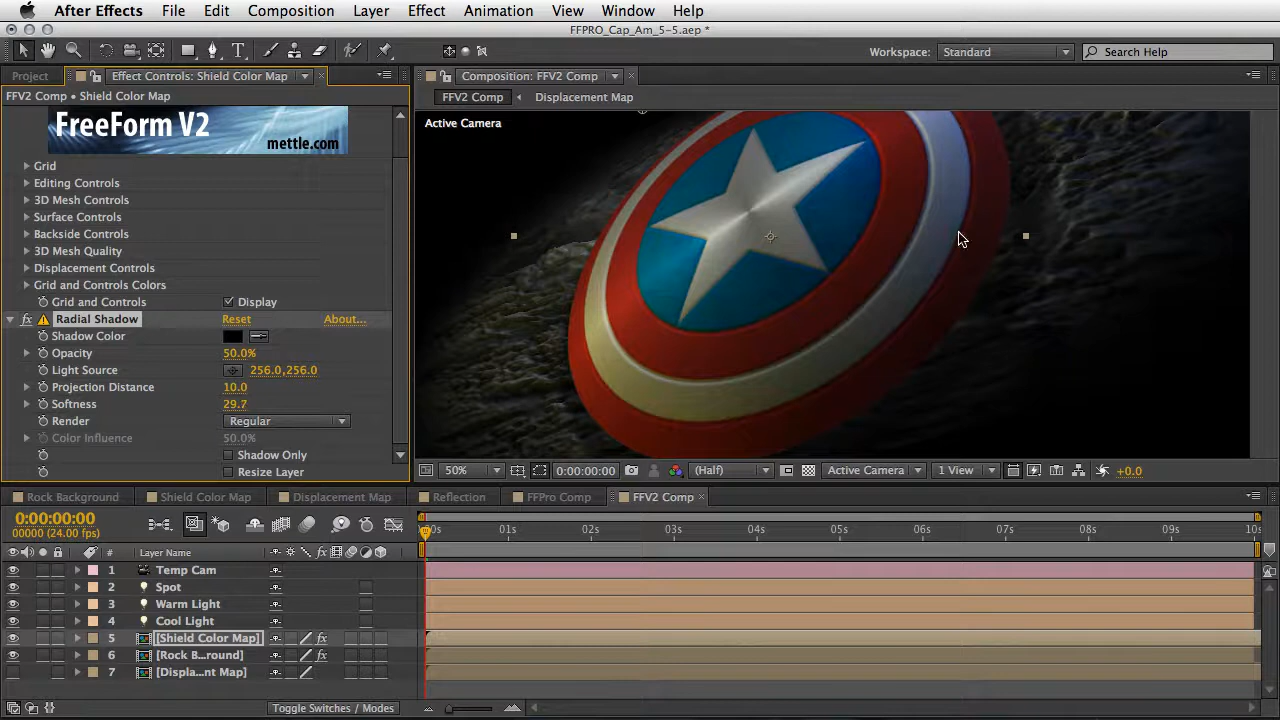 After Effects File Edit Composition Layer Effect Animation View Window Help
FFPRO_Cap_Am_5-5.aep *
Workspace: Standard Search Help
Project Effect Controls: Shield Color Map
Composition: FFV2 Comp
FFV2 Comp • Shield Color Map
FFV2 Comp Displacement Map
FreeForm V2
mettle.com
Active Camera
Grid
Editing Controls
3D Mesh Controls
Surface Controls
Backside Controls
3D Mesh Quality
Displacement Controls
Grid and Controls Colors
Grid and Controls Display
fx Radial Shadow Reset About...
Shadow Color
Opacity 50.0%
Light Source 256.0,256.0
Projection Distance 10.0
Softness 29.7
Render Regular
Color Influence 50.0%
Shadow Only
Resize Layer
50% 0:00:00:00 (Half) Active Camera 1 View +0.0
Rock Background Shield Color Map Displacement Map Reflection FFPro Comp FFV2 Comp
0:00:00:00
00000 (24.00 fps)
00s 01s 02s 03s 04s 05s 06s 07s 08s 09s 10s
# Layer Name fx
1 Temp Cam
2 Spot
3 Warm Light
4 Cool Light
5 [Shield Color Map] fx
6 [Rock B...round] fx
7 [Displa...nt Map]
Toggle Switches / Modes